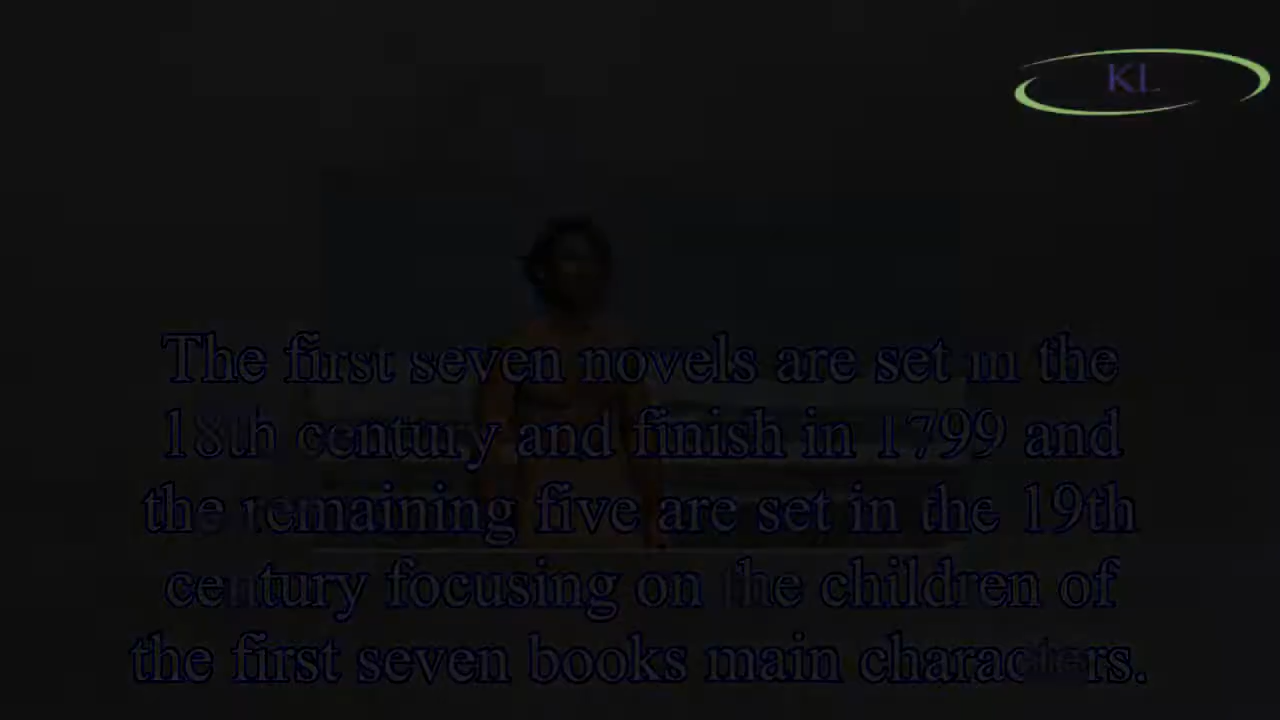 KL
The first seven novels are set in the
18th century and finish in 1799 and
the remaining five are set in the 19th
century focusing on the children of
the first seven books main characters.